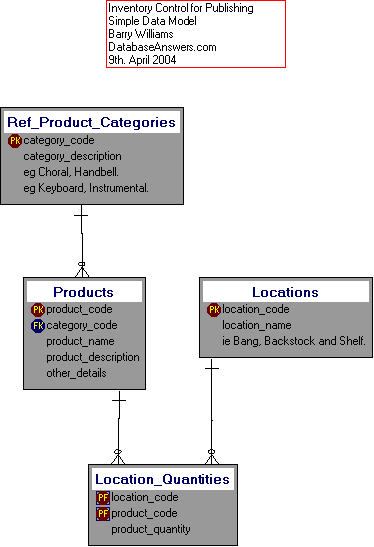 Inventory Control for Publishing
Simple Data Model
Barry Williams
DatabaseAnswers.com
9th. April 2004
Ref_Product_Categories
PK category_code
category_description
eg Choral, Handbell.
eg Keyboard, Instrumental.
Products
PK product_code
FK category_code
product_name
product_description
other_details
Locations
PK location_code
location_name
ie Bang, Backstock and Shelf.
Location_Quantities
PF location_code
PF product_code
product_quantity